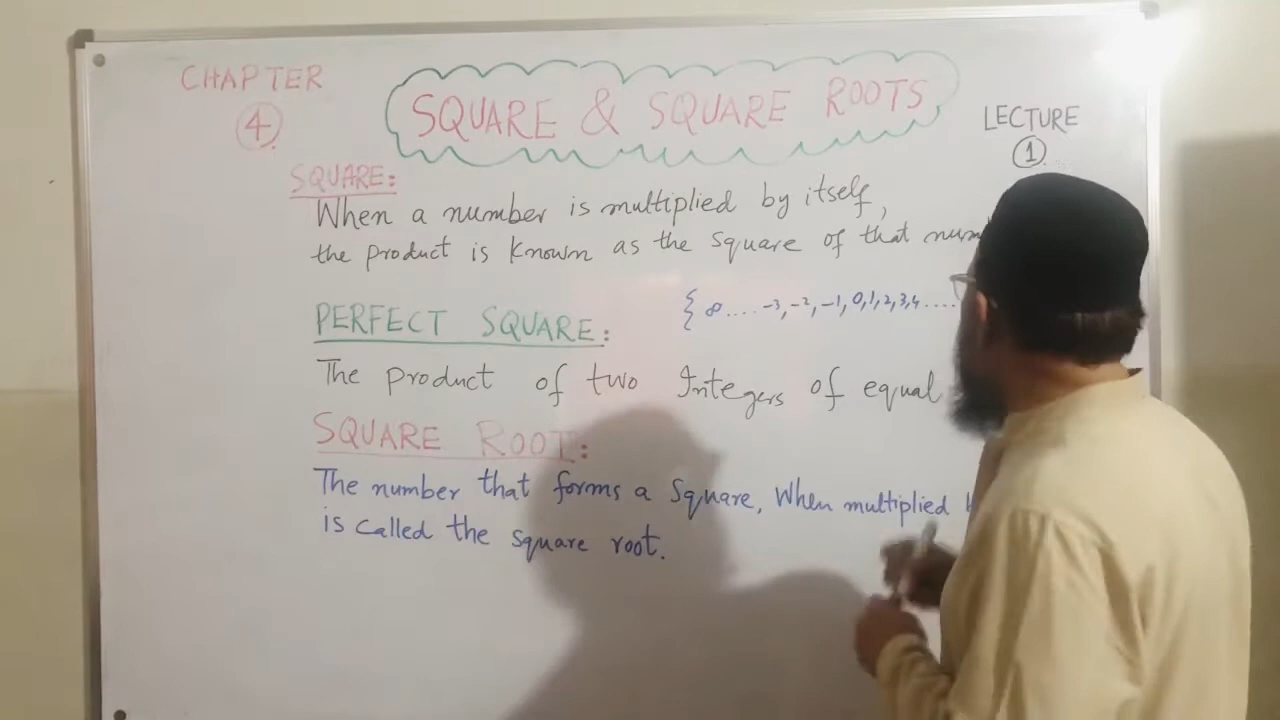 CHAPTER
4.
SQUARE & SQUARE ROOTS
LECTURE
1.
SQUARE:
When a number is multiplied by itself,
the product is known as the square of that num
{ ∞ .... -3, -2, -1, 0, 1, 2, 3, 4 ....
PERFECT SQUARE:
The product of two Integers of equal
SQUARE ROOT:
The number that forms a square, When multiplied
is called the square root.